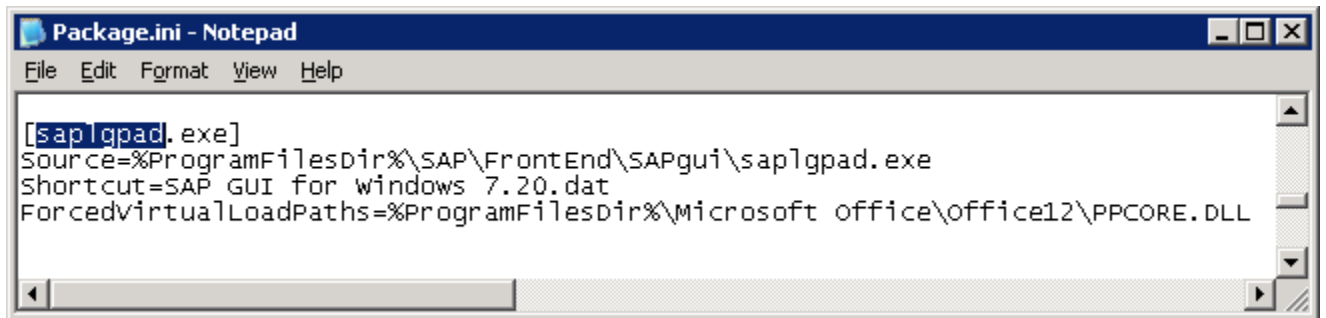 Package.ini - Notepad
File Edit Format View Help
[saplgpad.exe]
Source=%ProgramFilesDir%\SAP\FrontEnd\SAPgui\saplgpad.exe
Shortcut=SAP GUI for Windows 7.20.dat
ForcedVirtualLoadPaths=%ProgramFilesDir%\Microsoft Office\Office12\PPCORE.DLL